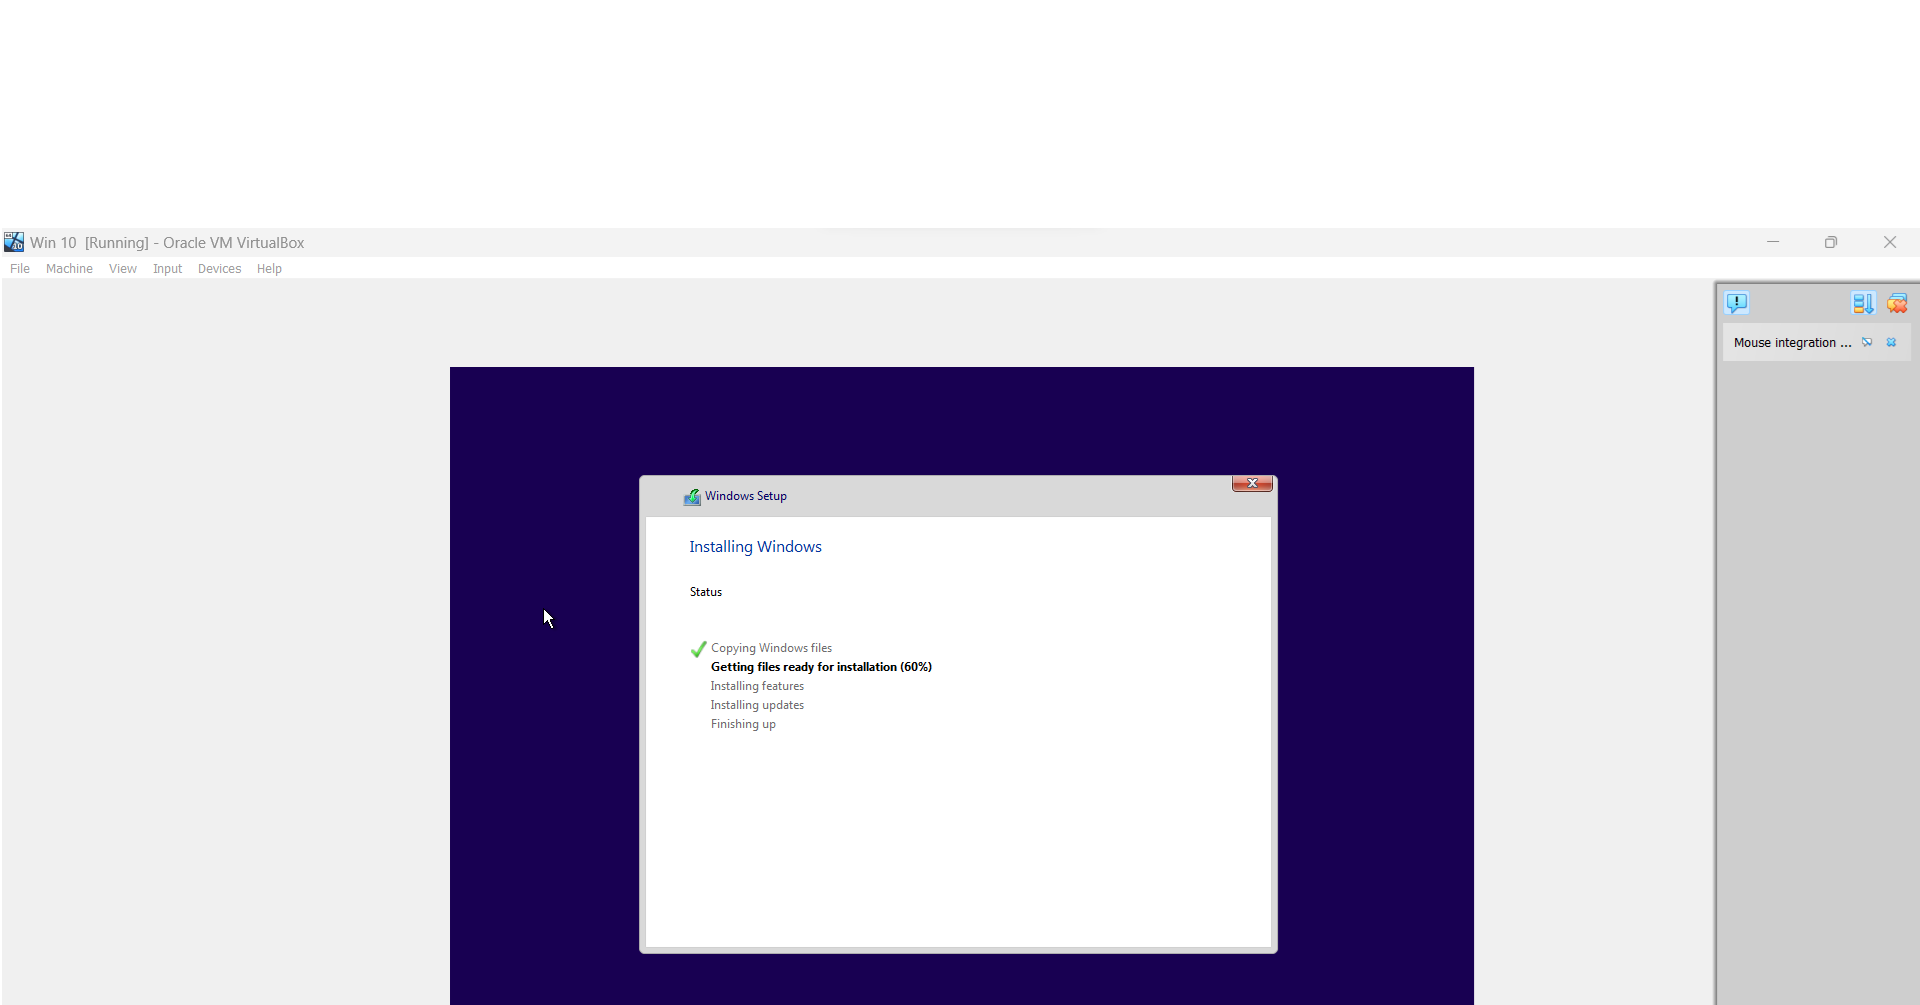 Win 10 [Running] - Oracle VM VirtualBox
File Machine View Input Devices Help
Mouse integration ...
Windows Setup
Installing Windows
Status
Copying Windows files
Getting files ready for installation (60%)
Installing features
Installing updates
Finishing up